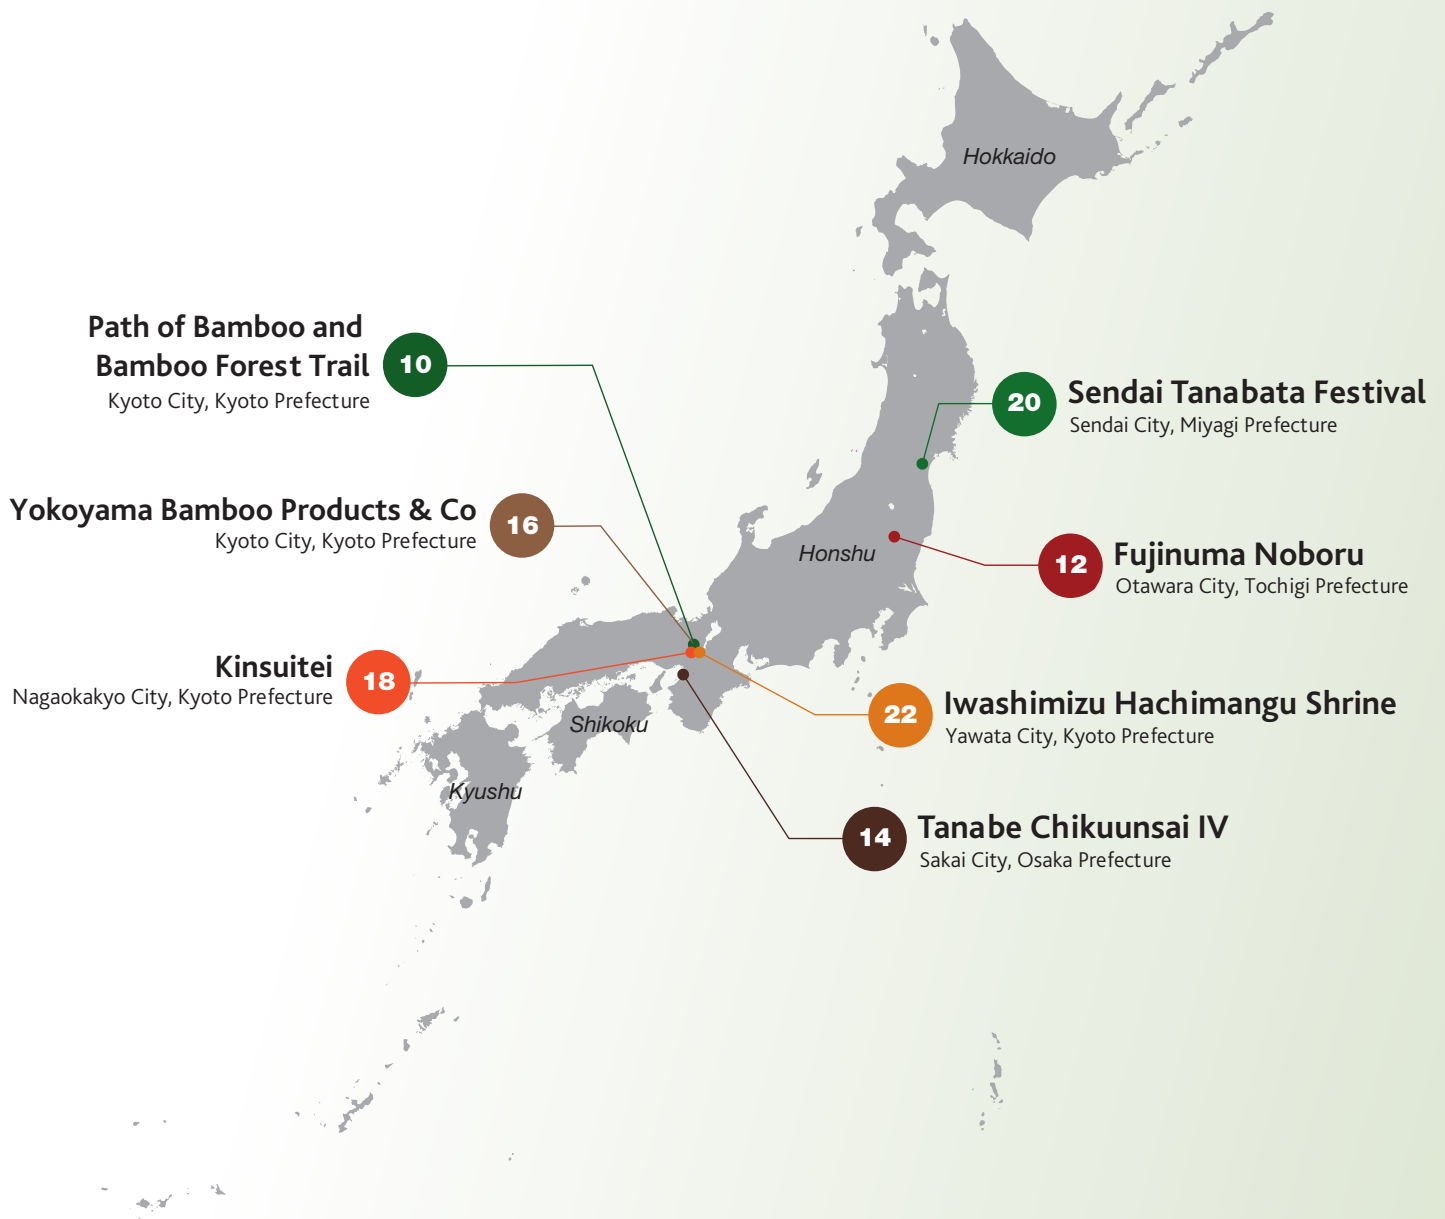 Hokkaido
Path of Bamboo and
Bamboo Forest Trail
Kyoto City, Kyoto Prefecture
10
20
Sendai Tanabata Festival
Sendai City, Miyagi Prefecture
Yokoyama Bamboo Products & Co
Kyoto City, Kyoto Prefecture
16
Honshu
12
Fujinuma Noboru
Otawara City, Tochigi Prefecture
Kinsuitei
Nagaokakyo City, Kyoto Prefecture
18
Shikoku
22
Iwashimizu Hachimangu Shrine
Yawata City, Kyoto Prefecture
Kyushu
14
Tanabe Chikuunsai IV
Sakai City, Osaka Prefecture